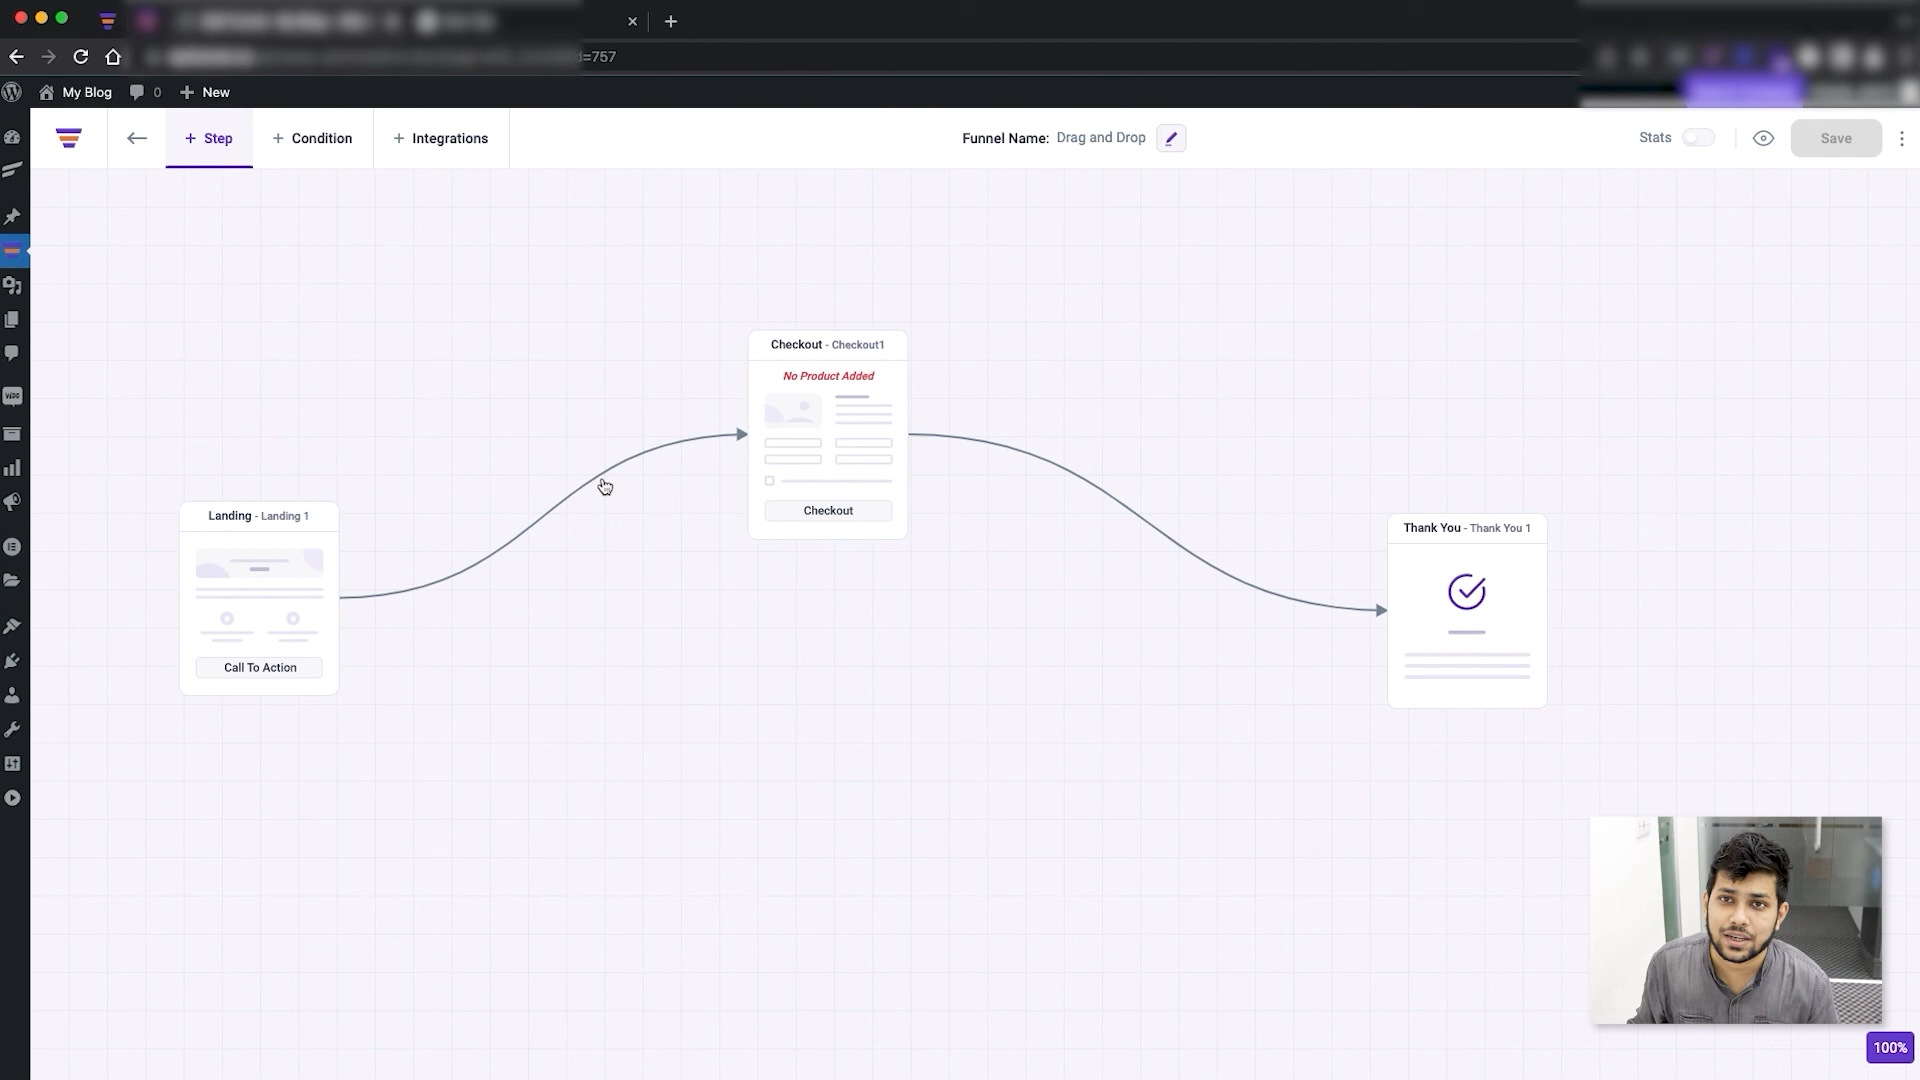 =757
My Blog
0
New
Step
Condition
Integrations
Funnel Name: Drag and Drop
Stats
Save
Checkout - Checkout1
No Product Added
Checkout
Landing - Landing 1
Call To Action
Thank You - Thank You 1
Woo
100%